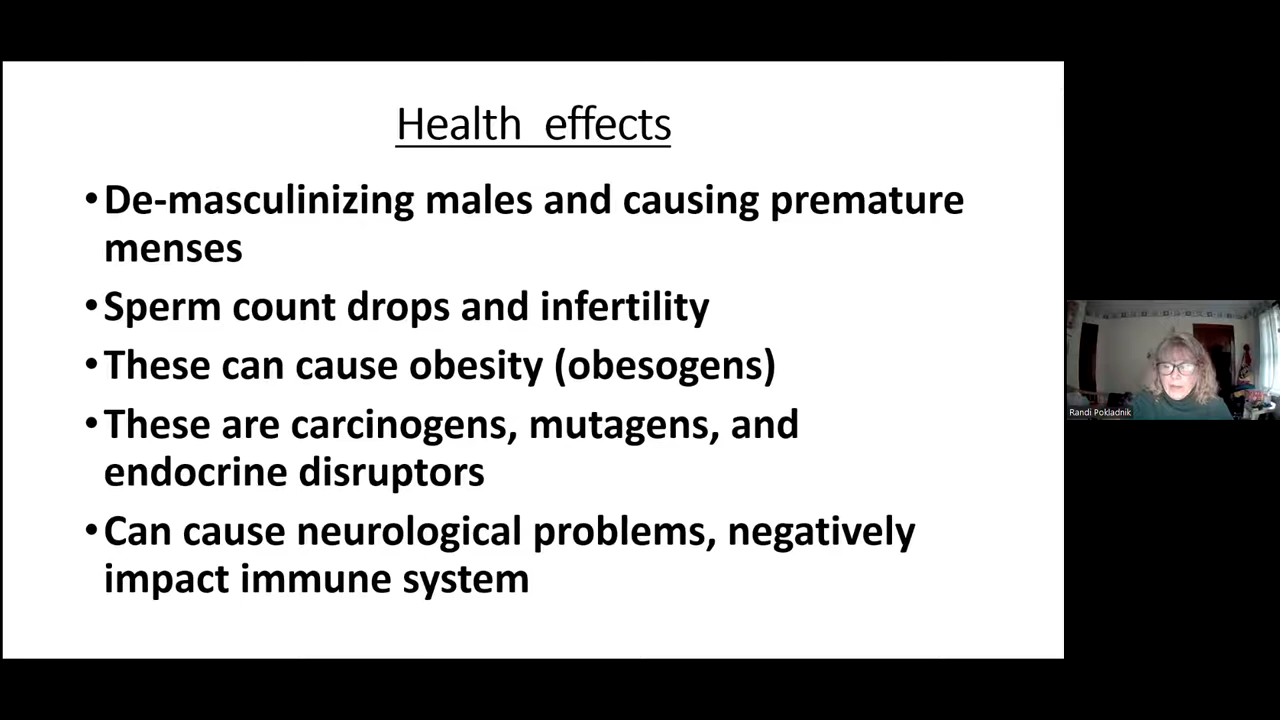 Health effects
•De-masculinizing males and causing premature
menses
•Sperm count drops and infertility
•These can cause obesity (obesogens)
•These are carcinogens, mutagens, and
endocrine disruptors
•Can cause neurological problems, negatively
impact immune system
Randi Pokladnik